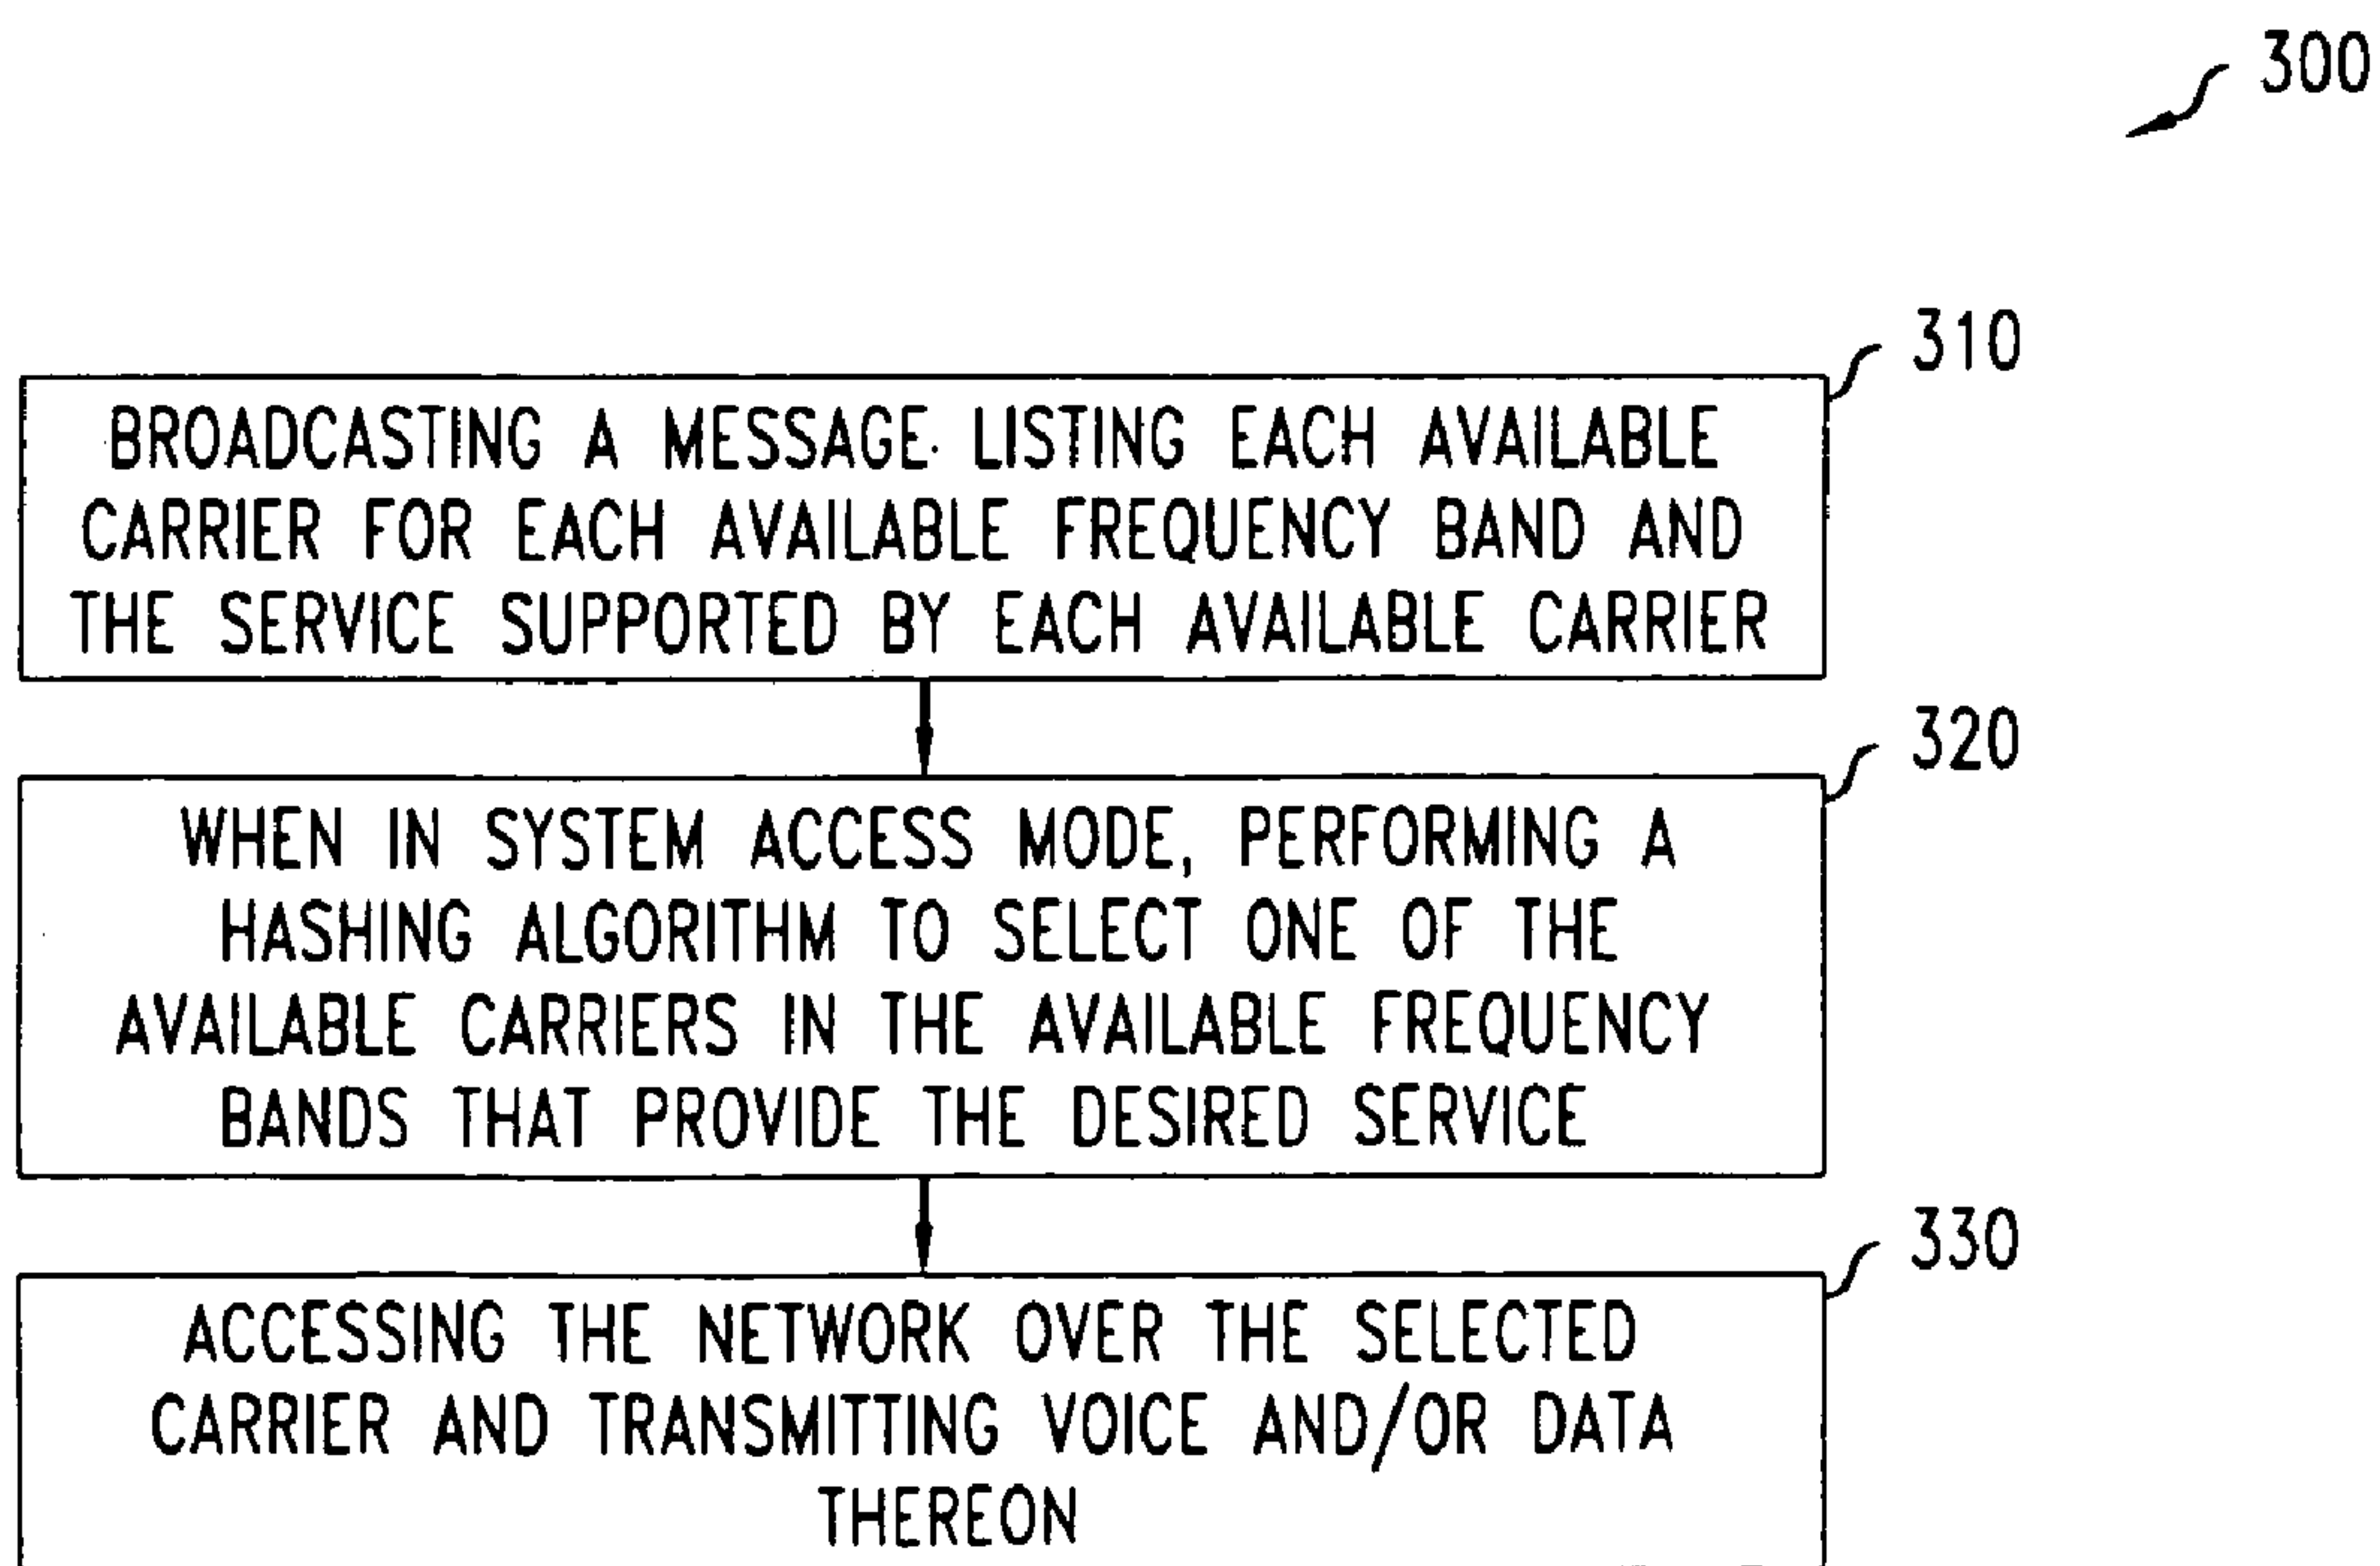 300
310
BROADCASTING A MESSAGE LISTING EACH AVAILABLE
CARRIER FOR EACH AVAILABLE FREQUENCY BAND AND
THE SERVICE SUPPORTED BY EACH AVAILABLE CARRIER
320
WHEN IN SYSTEM ACCESS MODE, PERFORMING A
HASHING ALGORITHM TO SELECT ONE OF THE
AVAILABLE CARRIERS IN THE AVAILABLE FREQUENCY
BANDS THAT PROVIDE THE DESIRED SERVICE
330
ACCESSING THE NETWORK OVER THE SELECTED
CARRIER AND TRANSMITTING VOICE AND/OR DATA
THEREON